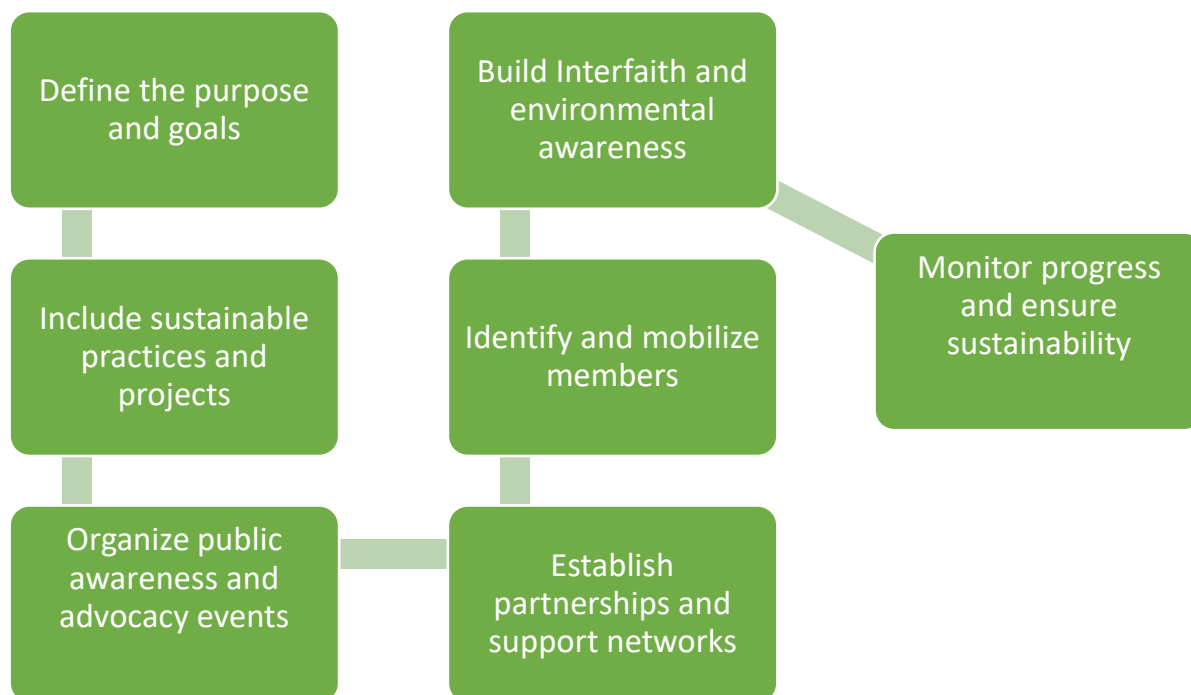 Define the purpose
and goals
Include sustainable
practices and
projects
Organize public
awareness and
advocacy events
Establish
partnerships and
support networks
Identify and mobilize
members
Build Interfaith and
environmental
awareness
Monitor progress
and ensure
sustainability